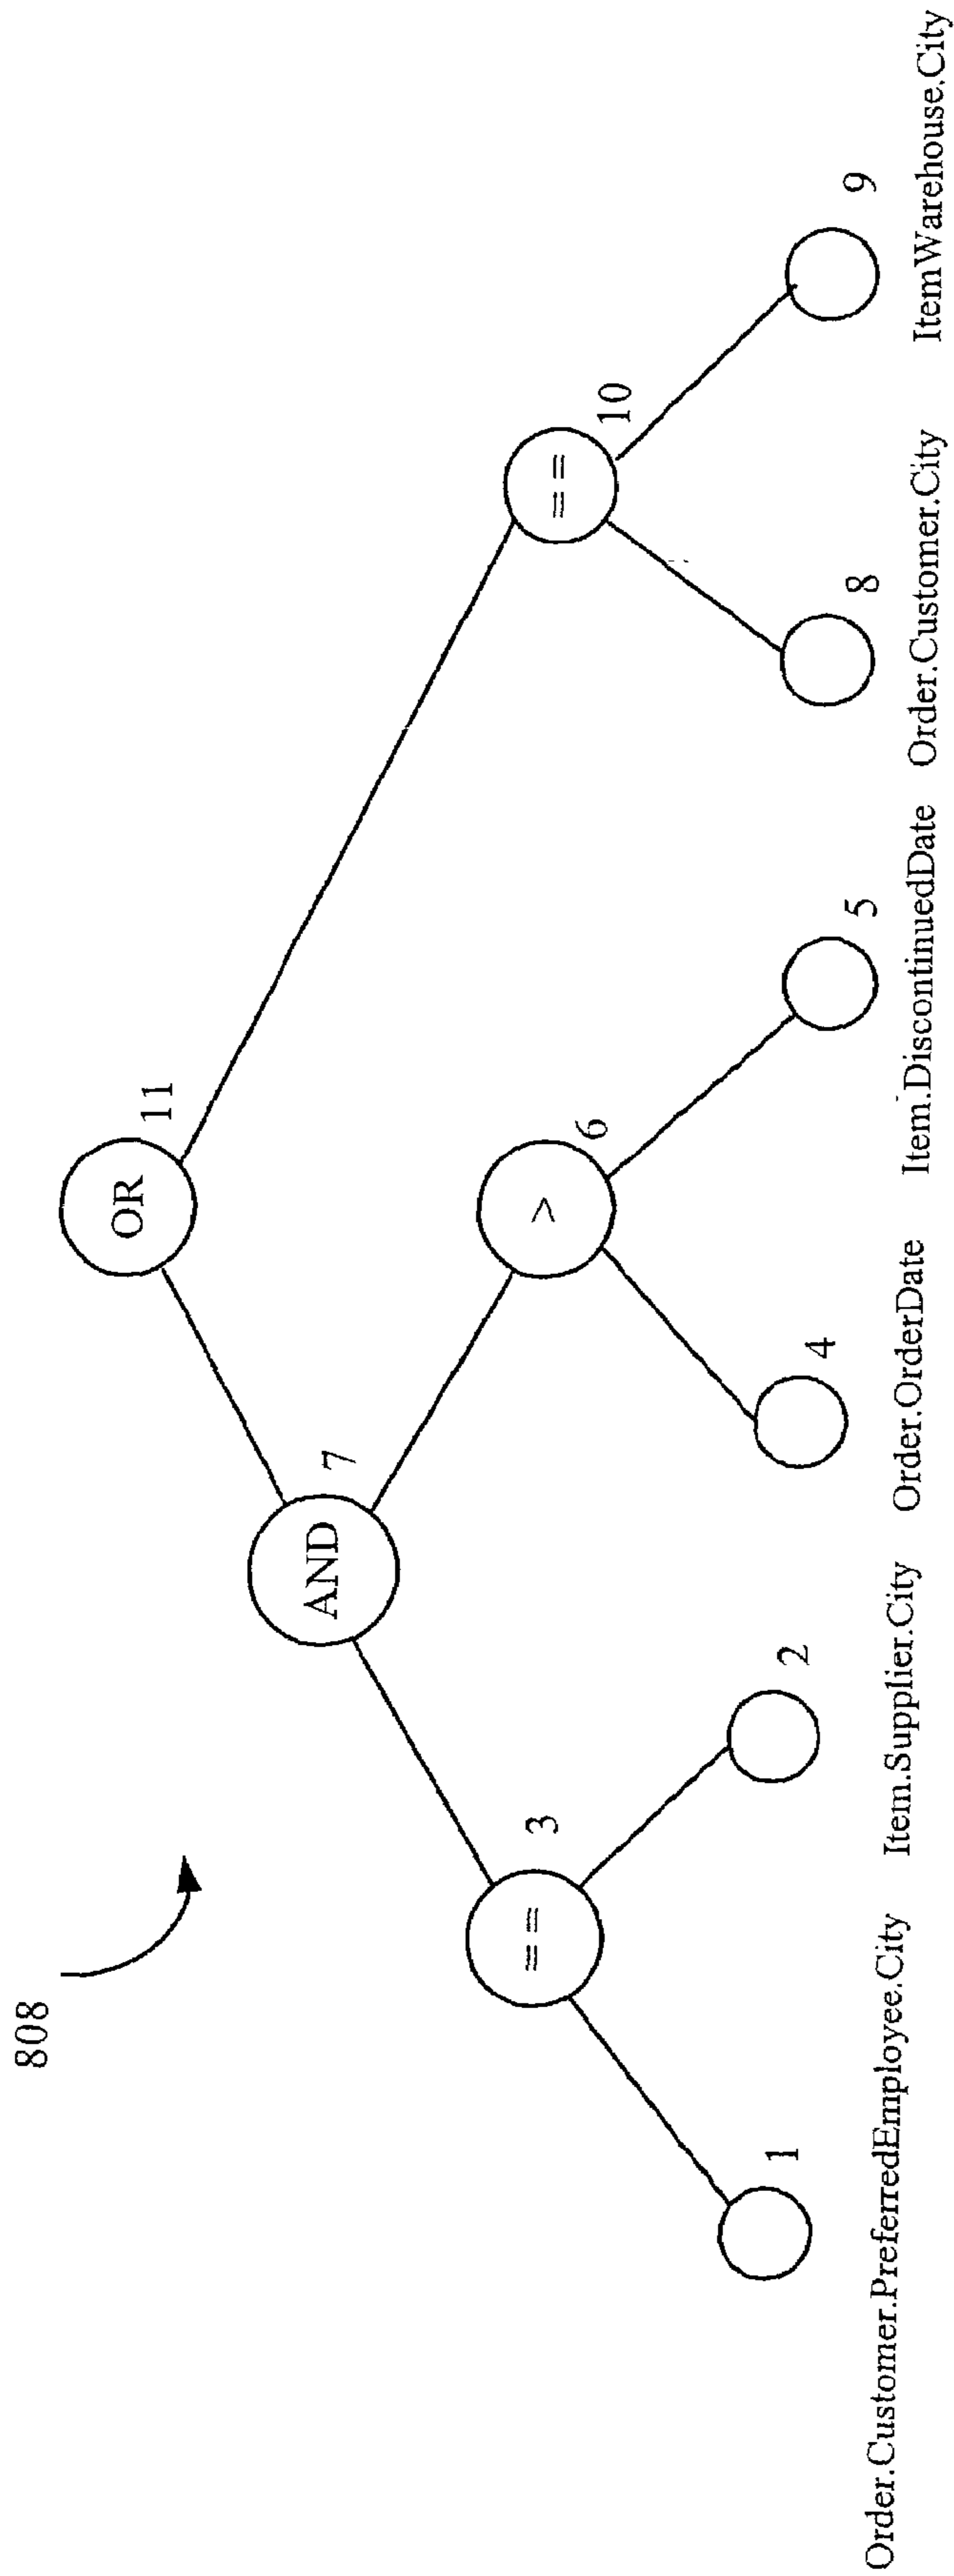 808
OR
11
AND
7
==
3
>
6
==
10
1
2
4
5
8
9
Order.Customer.PreferredEmployee.City
Item.Supplier.City
Order.OrderDate
Item.DiscontinuedDate
Order.Customer.City
ItemWarehouse.City